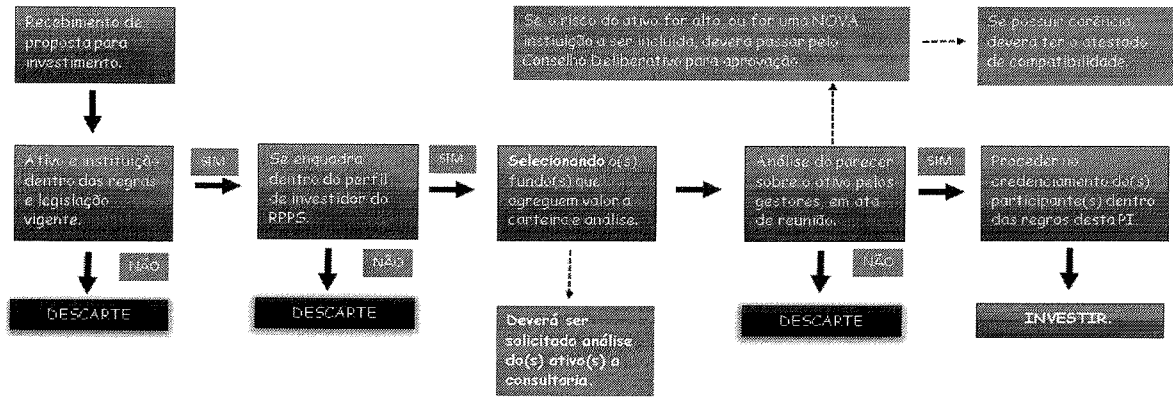 Recebimento de
proposta para
investimento.
Se o risco do ativo for alto, ou for uma NOVA
instituição a ser incluída, deverá passar pelo
Conselho Deliberativo para aprovação
Se possuir carência
deverá ter o atestado
de compatibilidade.
Ativo e instituição
dentro das regras
e legislação
vigente.
SIM
Se enquadra
dentro do perfil
de investidor do
RPPS.
SIM
Selecionando o(s)
fundo(s) que
agreguem valor a
carteira e análise.
Análise do parecer
sobre o ativo pelos
gestores, em ata
de reunião.
SIM
Proceder no
credenciamento do(s)
participante(s) dentro
das regras desta PI
NÃO
NÃO
NÃO
DESCARTE
DESCARTE
Deverá ser
solicitado análise
do(s) ativo(s) a
consultoria.
DESCARTE
INVESTIR.